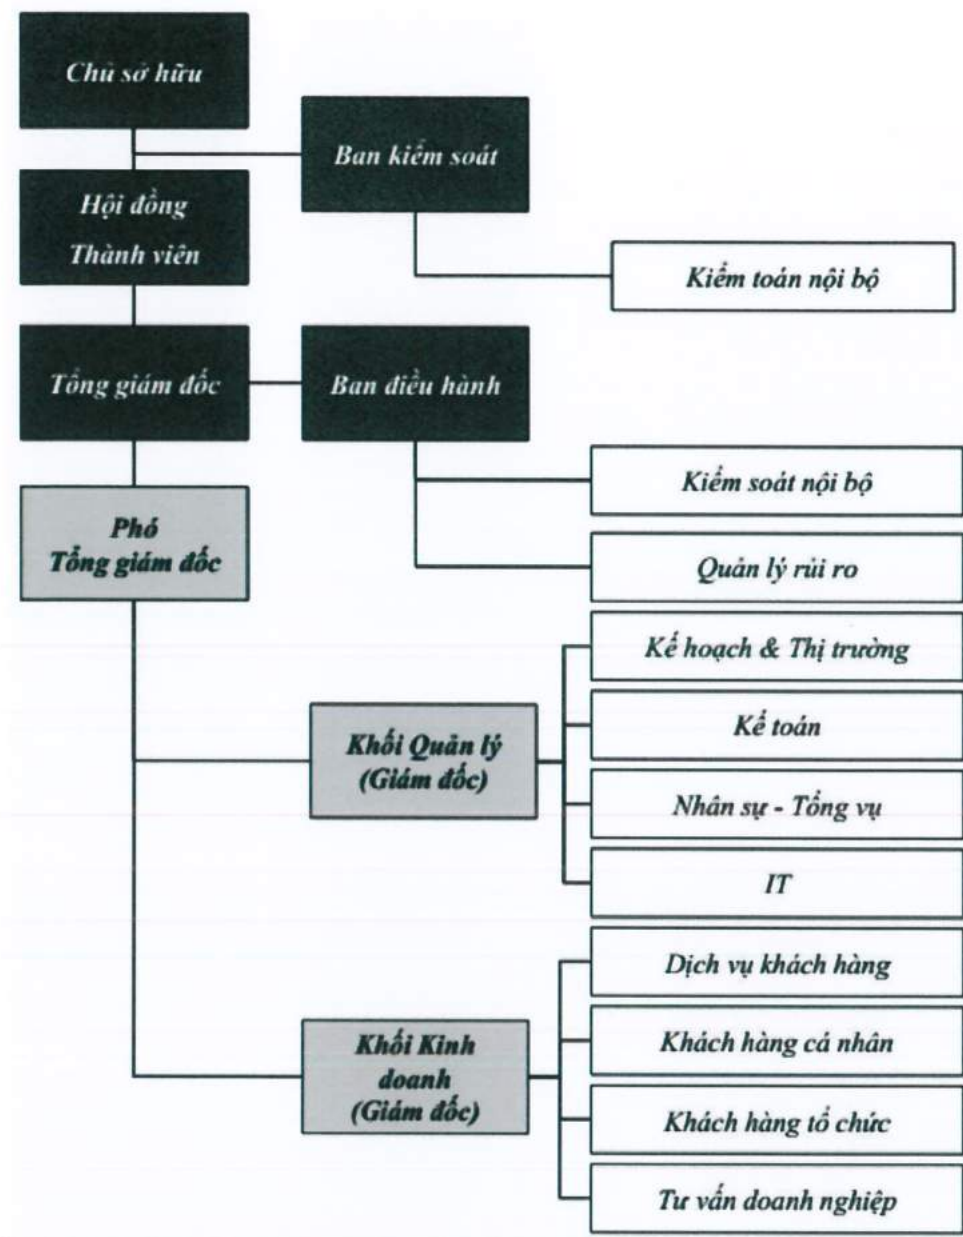 Chủ sở hữu
Ban kiểm soát
Hội đồng
Thành viên
Kiểm toán nội bộ
Tổng giám đốc
Ban điều hành
Kiểm soát nội bộ
Phó
Tổng giám đốc
Quản lý rủi ro
Kế hoạch & Thị trường
Khối Quản lý
(Giám đốc)
Kế toán
Nhân sự - Tổng vụ
IT
Dịch vụ khách hàng
Khối Kinh
doanh
(Giám đốc)
Khách hàng cá nhân
Khách hàng tổ chức
Tư vấn doanh nghiệp